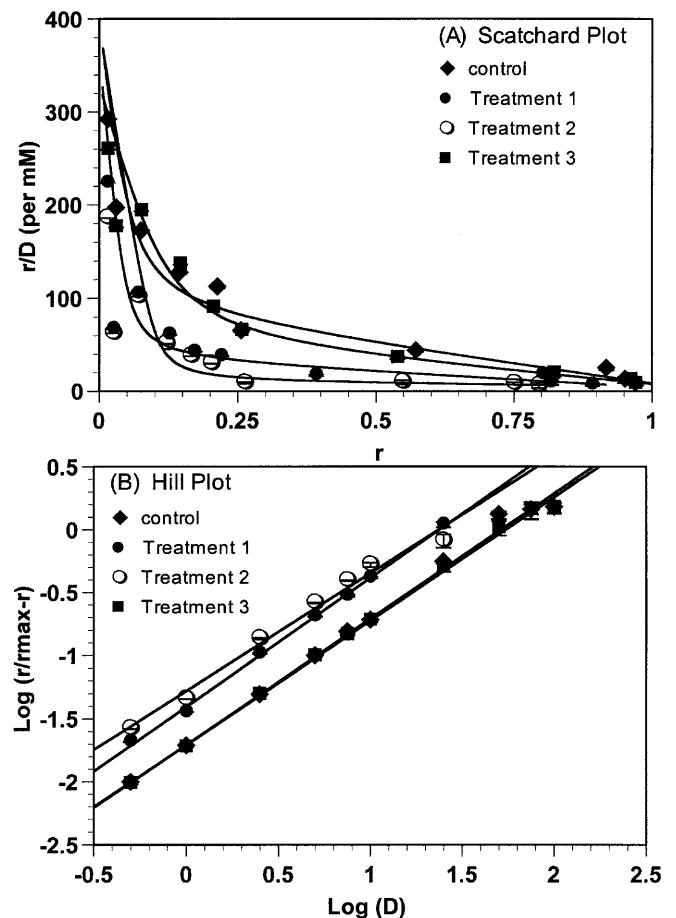 (A) Scatchard Plot
control
Treatment 1
Treatment 2
Treatment 3
r/D (per mM)
400
300
200
100
0
0 0.25 0.5 0.75 1
r
(B) Hill Plot
control
Treatment 1
Treatment 2
Treatment 3
Log (r/rmax-r)
0.5
0
-0.5
-1
-1.5
-2
-2.5
-0.5 0 0.5 1 1.5 2 2.5
Log (D)